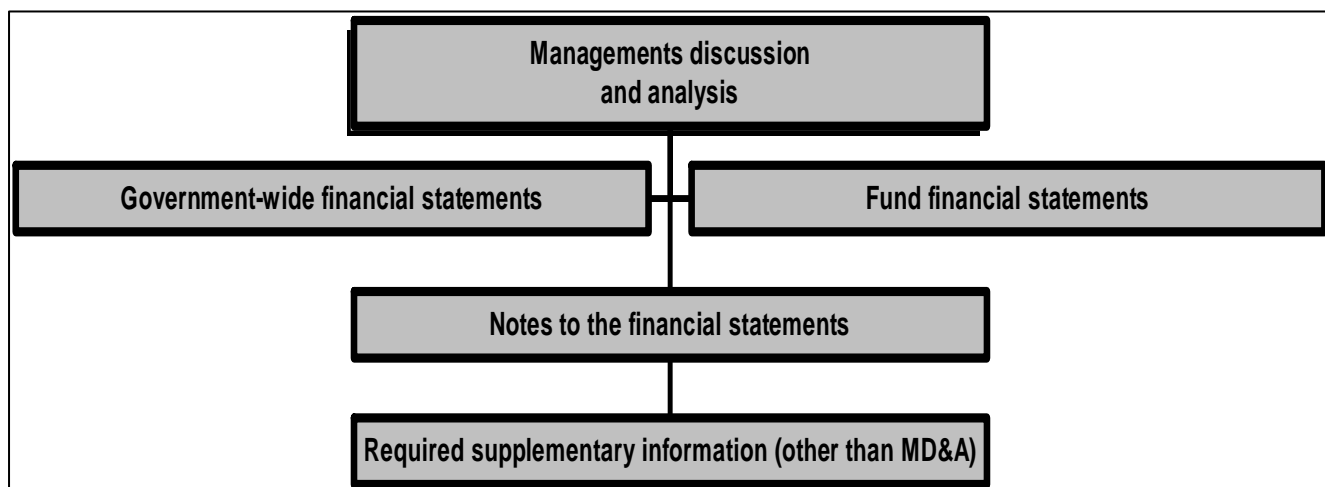 Managements discussion
and analysis
Government-wide financial statements
Fund financial statements
Notes to the financial statements
Required supplementary information (other than MD&A)